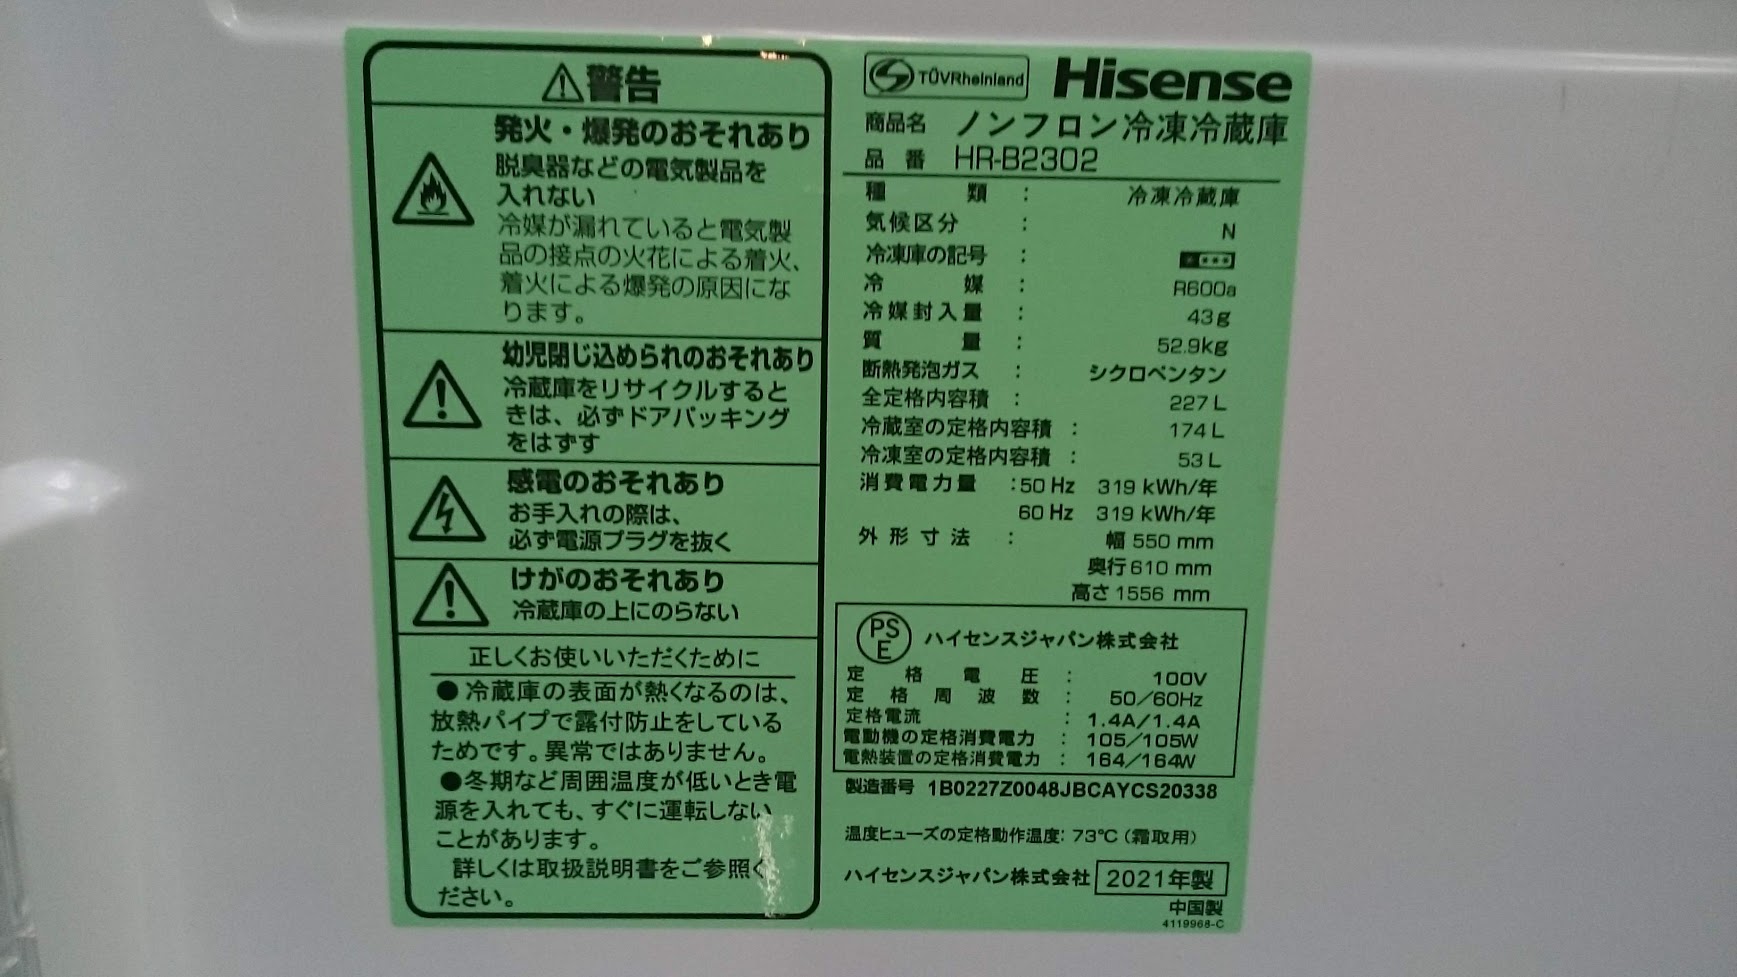 警告
発火・爆発のおそれあり
脱臭器などの電気製品を
入れない
冷媒が漏れていると電気製
品の接点の火花による着火、
着火による爆発の原因にな
ります。
幼児閉じ込められのおそれあり
冷蔵庫をリサイクルすると
きは、必ずドアパッキング
をはずす
感電のおそれあり
お手入れの際は、
必ず電源プラグを抜く
けがのおそれあり
冷蔵庫の上にのらない
正しくお使いいただくために
●冷蔵庫の表面が熱くなるのは、
放熱パイプで露付防止をしている
ためです。異常ではありません。
●冬期など周囲温度が低いとき電
源を入れても、すぐに運転しない
ことがあります。
詳しくは取扱説明書をご参照く
ださい。
TÜVRheinland Hisense
商品名 ノンフロン冷凍冷蔵庫
品番 HR-B2302
種類 : 冷凍冷蔵庫
気候区分 : N
冷凍庫の記号 :
冷媒 : R600a
冷媒封入量 : 43g
質量 : 52.9kg
断熱発泡ガス : シクロペンタン
全定格内容積 : 227L
冷蔵室の定格内容積 : 174L
冷凍室の定格内容積 : 53L
消費電力量 :50 Hz 319 kWh/年
60 Hz 319 kWh/年
外形寸法 : 幅 550 mm
奥行 610 mm
高さ 1556 mm
PSE ハイセンスジャパン株式会社
定格電圧 : 100V
定格周波数 : 50/60Hz
定格電流 : 1.4A/1.4A
電動機の定格消費電力 : 105/105W
電熱装置の定格消費電力 : 164/164W
製造番号 1B0227Z0048JBCAYCS20338
温度ヒューズの定格動作温度: 73℃(霜取用)
ハイセンスジャパン株式会社 2021年製
中国製
4119968-C